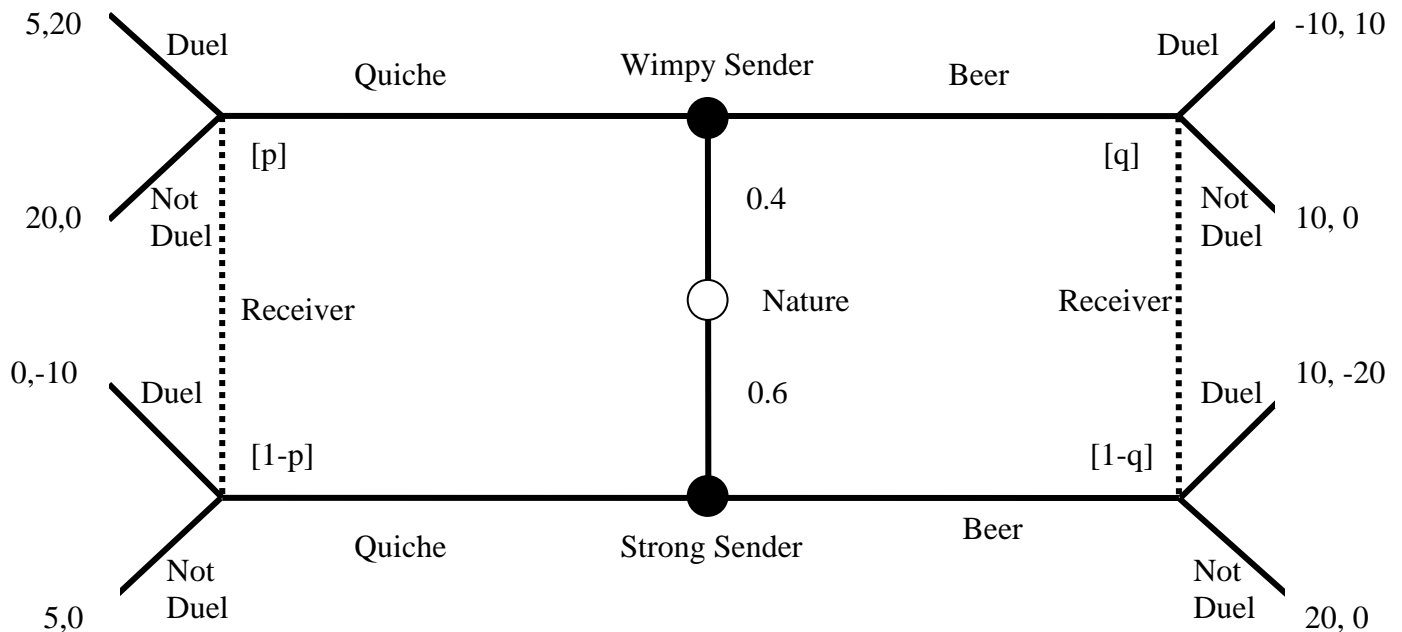 5,20
Duel
Quiche
Wimpy Sender
Beer
Duel
-10, 10
[p]
[q]
20,0
Not
Duel
0.4
Not
Duel
10, 0
Receiver
Nature
Receiver
0,-10
Duel
0.6
Duel
10, -20
[1-p]
[1-q]
Quiche
Strong Sender
Beer
5,0
Not
Duel
Not
Duel
20, 0